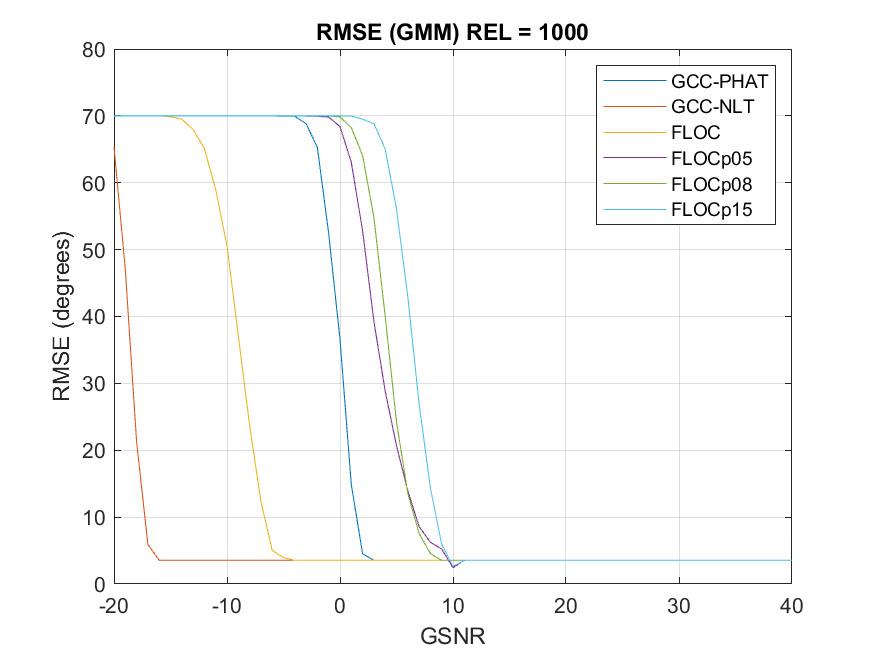 RMSE (GMM) REL = 1000
80
70
60
50
40
30
20
10
0
RMSE (degrees)
GCC-PHAT
GCC-NLT
FLOC
FLOCp05
FLOCp08
FLOCp15
-20 -10 0 10 20 30 40
GSNR